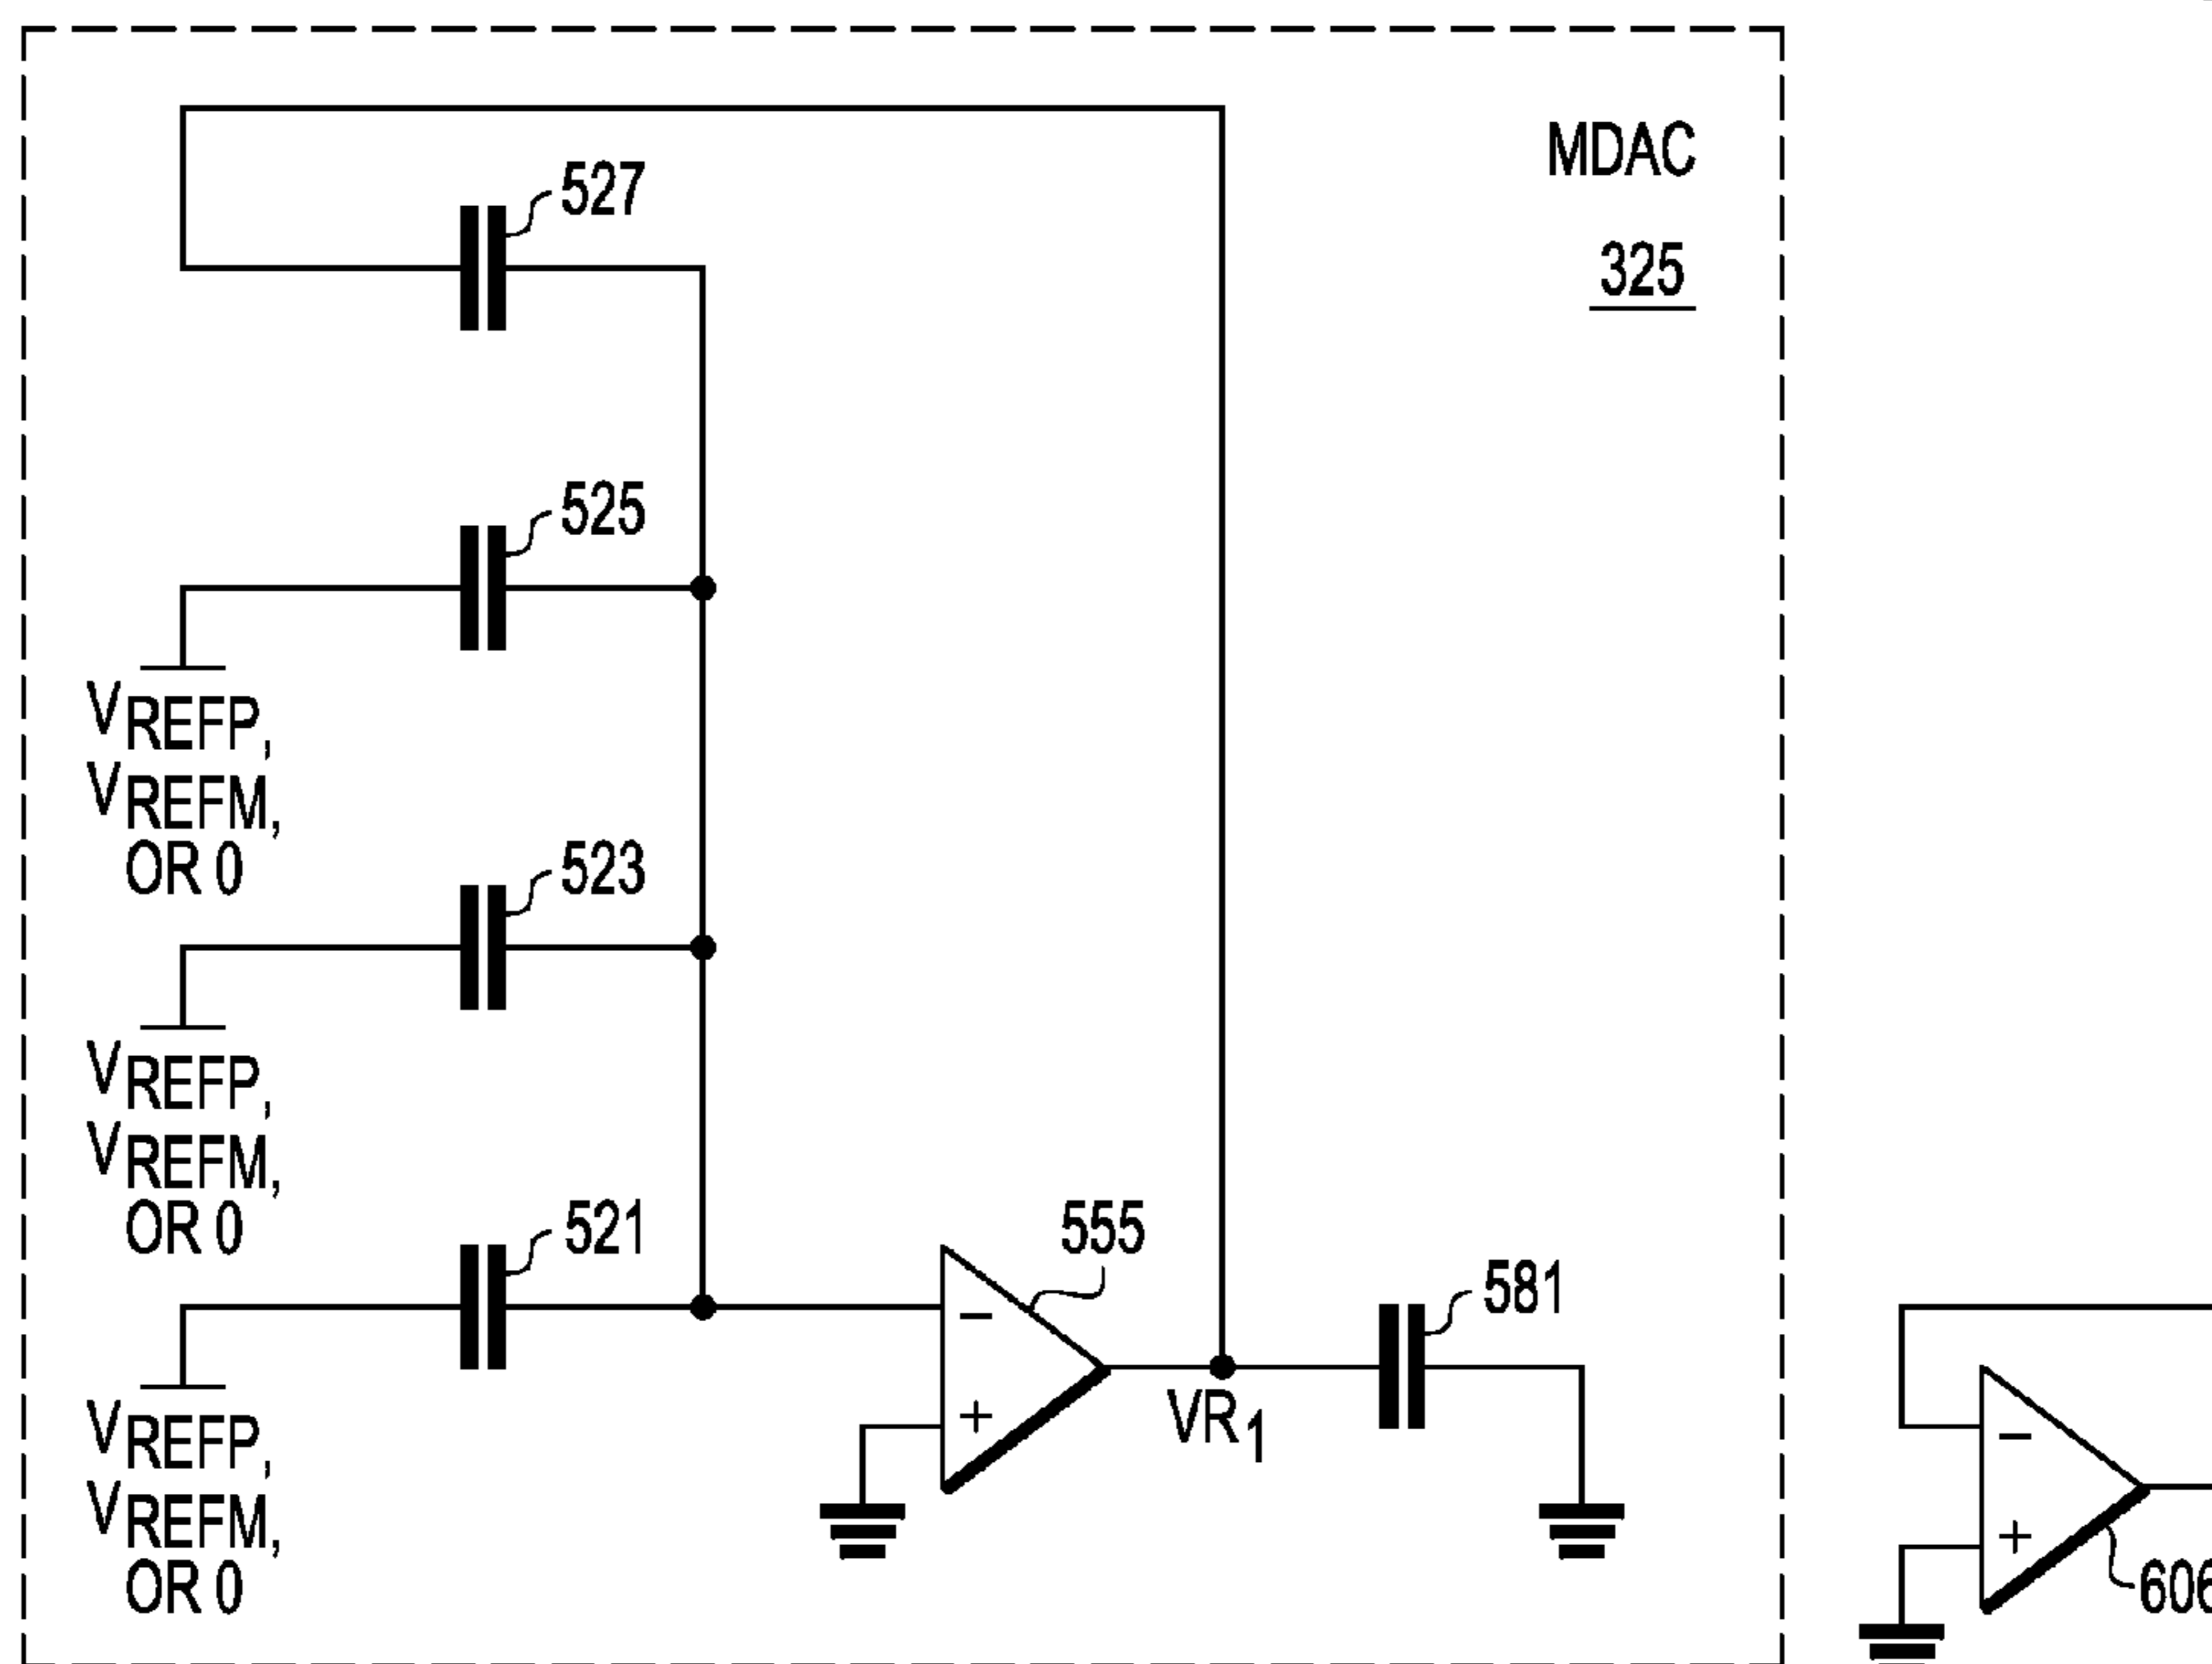 MDAC
325
527
525
VREFP,
VREFM,
OR 0
523
VREFP,
VREFM,
OR 0
521
555
581
VREFP,
VREFM,
OR 0
−
+
VR1
−
+